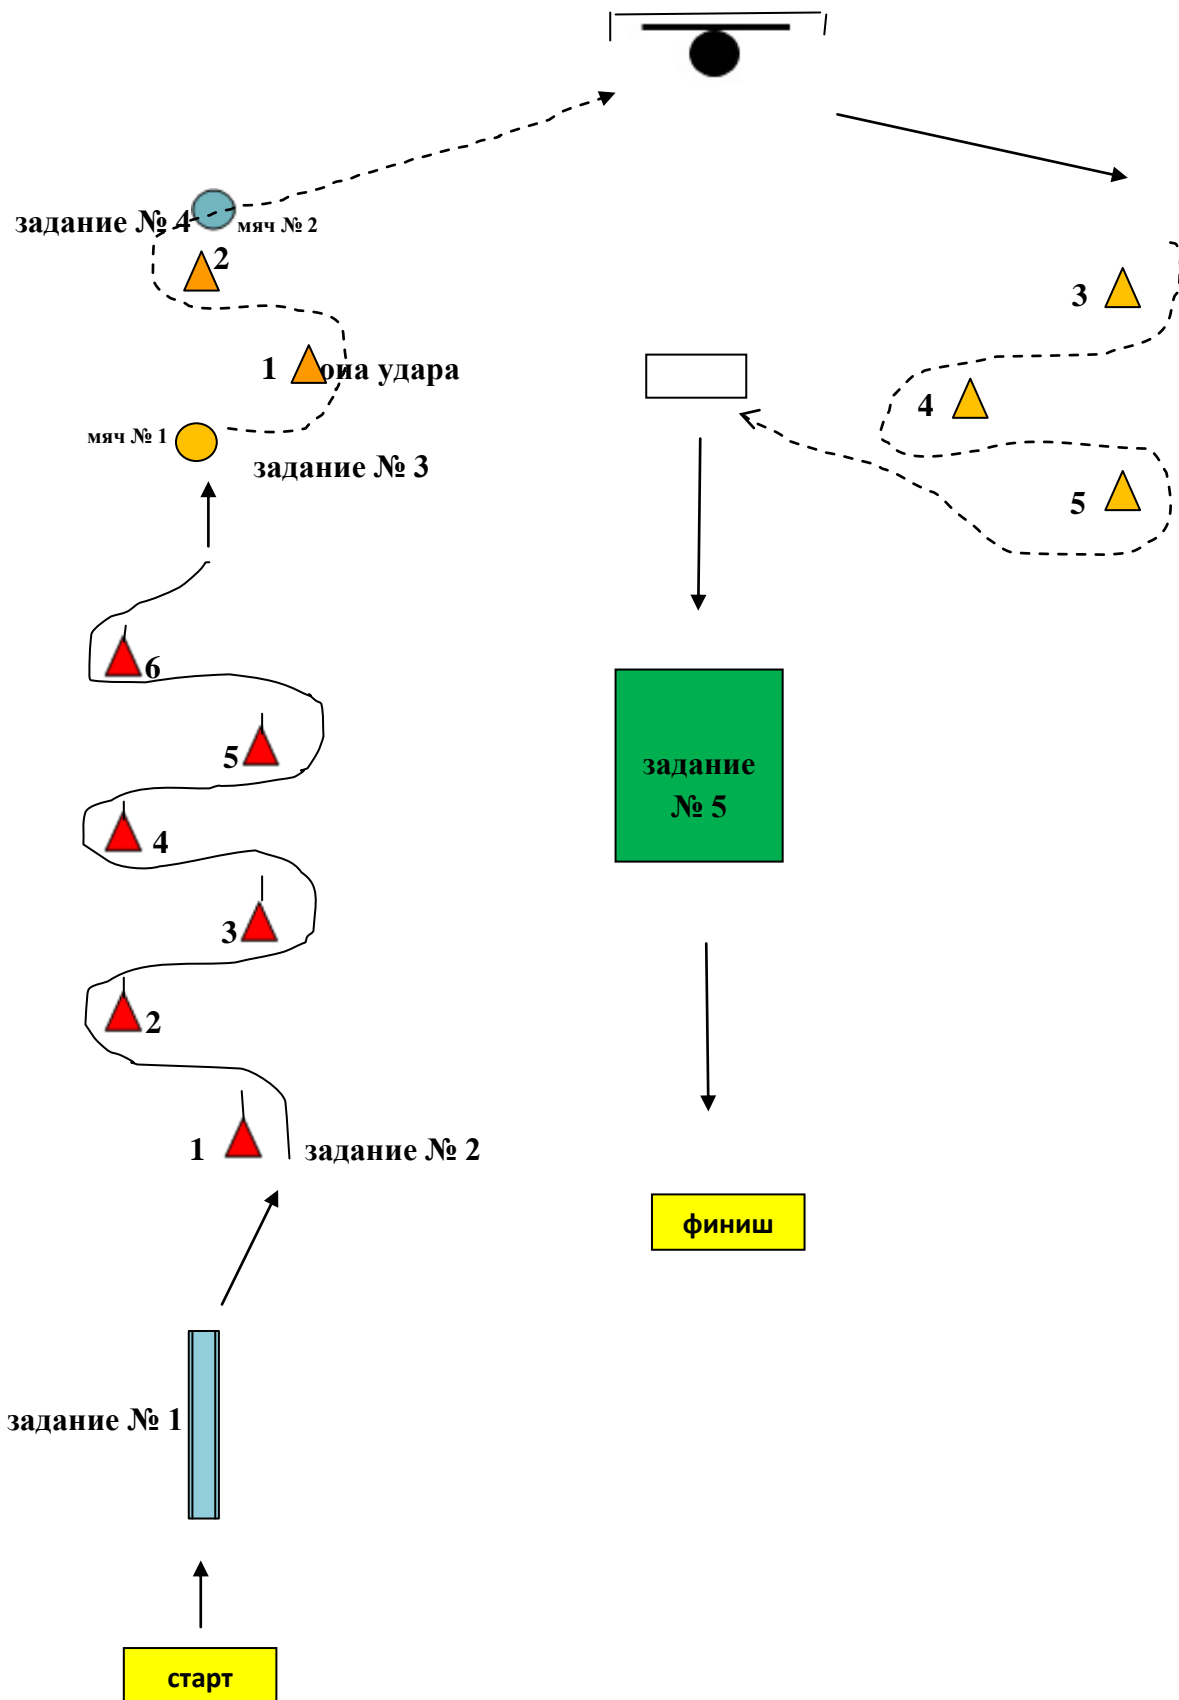 задание № 4
мяч № 2
2
3
1
она удара
4
мяч № 1
задание № 3
5
6
5
задание
№ 5
4
3
2
1
задание № 2
финиш
задание № 1
старт